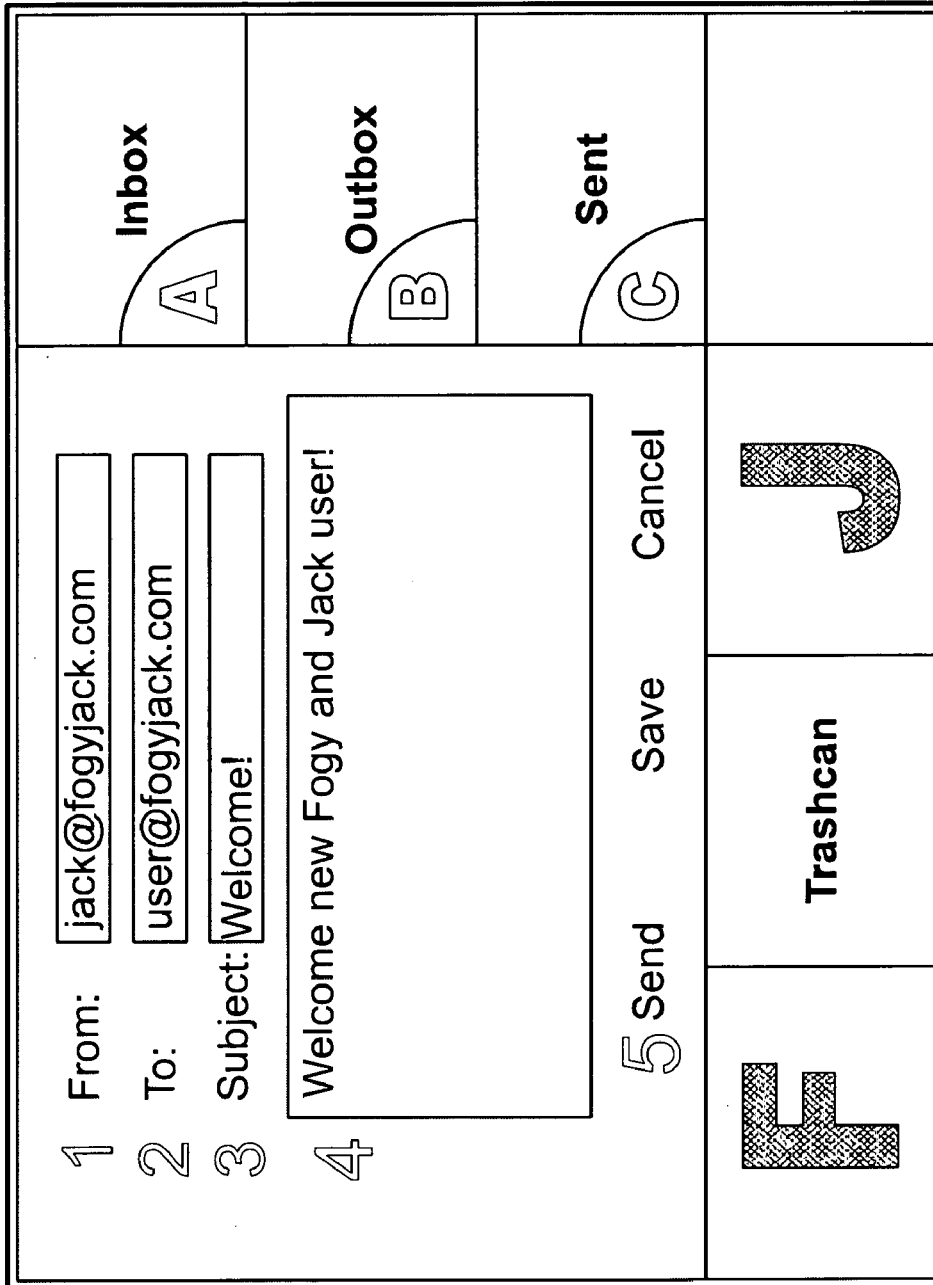 1 From: jack@fogyjack.com
2 To: user@fogyjack.com
3 Subject: Welcome!
4 Welcome new Fogy and Jack user!
5 Send Save Cancel
A Inbox
B Outbox
C Sent
F Trashcan J